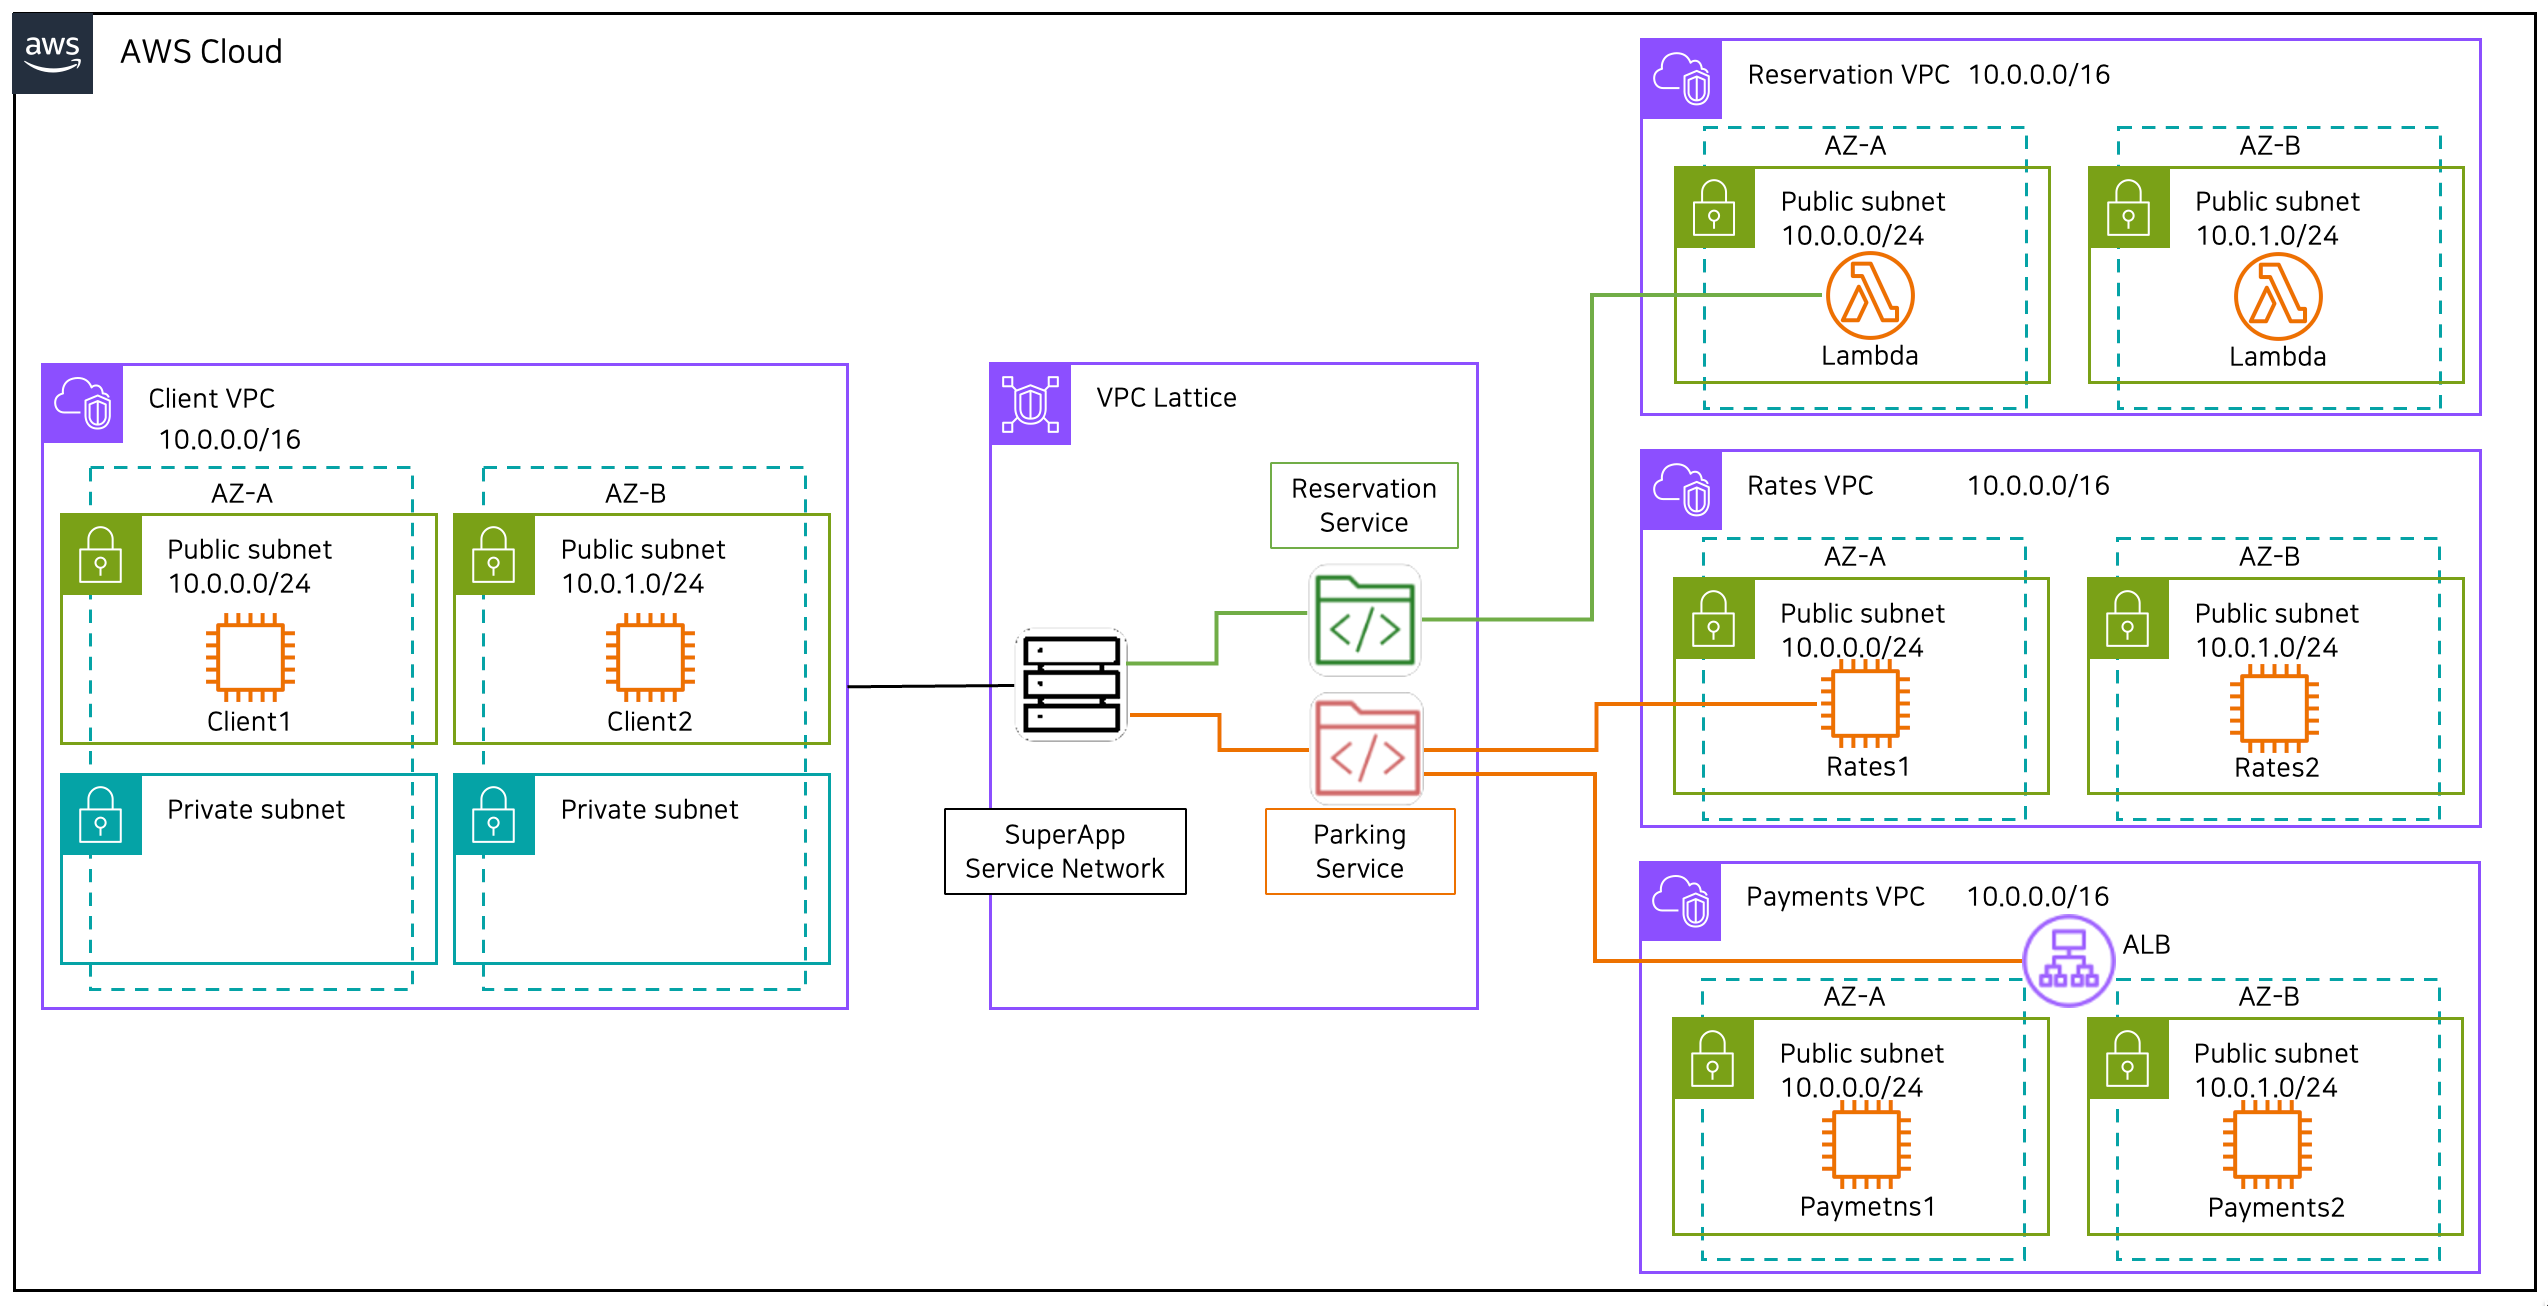 aws
AWS Cloud
Client VPC
10.0.0.0/16
AZ-A
Public subnet
10.0.0.0/24
Client1
Private subnet
AZ-B
Public subnet
10.0.1.0/24
Client2
Private subnet
VPC Lattice
Reservation
Service
SuperApp
Service Network
Parking
Service
Reservation VPC 10.0.0.0/16
AZ-A
Public subnet
10.0.0.0/24
Lambda
AZ-B
Public subnet
10.0.1.0/24
Lambda
Rates VPC 10.0.0.0/16
AZ-A
Public subnet
10.0.0.0/24
Rates1
AZ-B
Public subnet
10.0.1.0/24
Rates2
Payments VPC 10.0.0.0/16
ALB
AZ-A
Public subnet
10.0.0.0/24
Paymetns1
AZ-B
Public subnet
10.0.1.0/24
Payments2